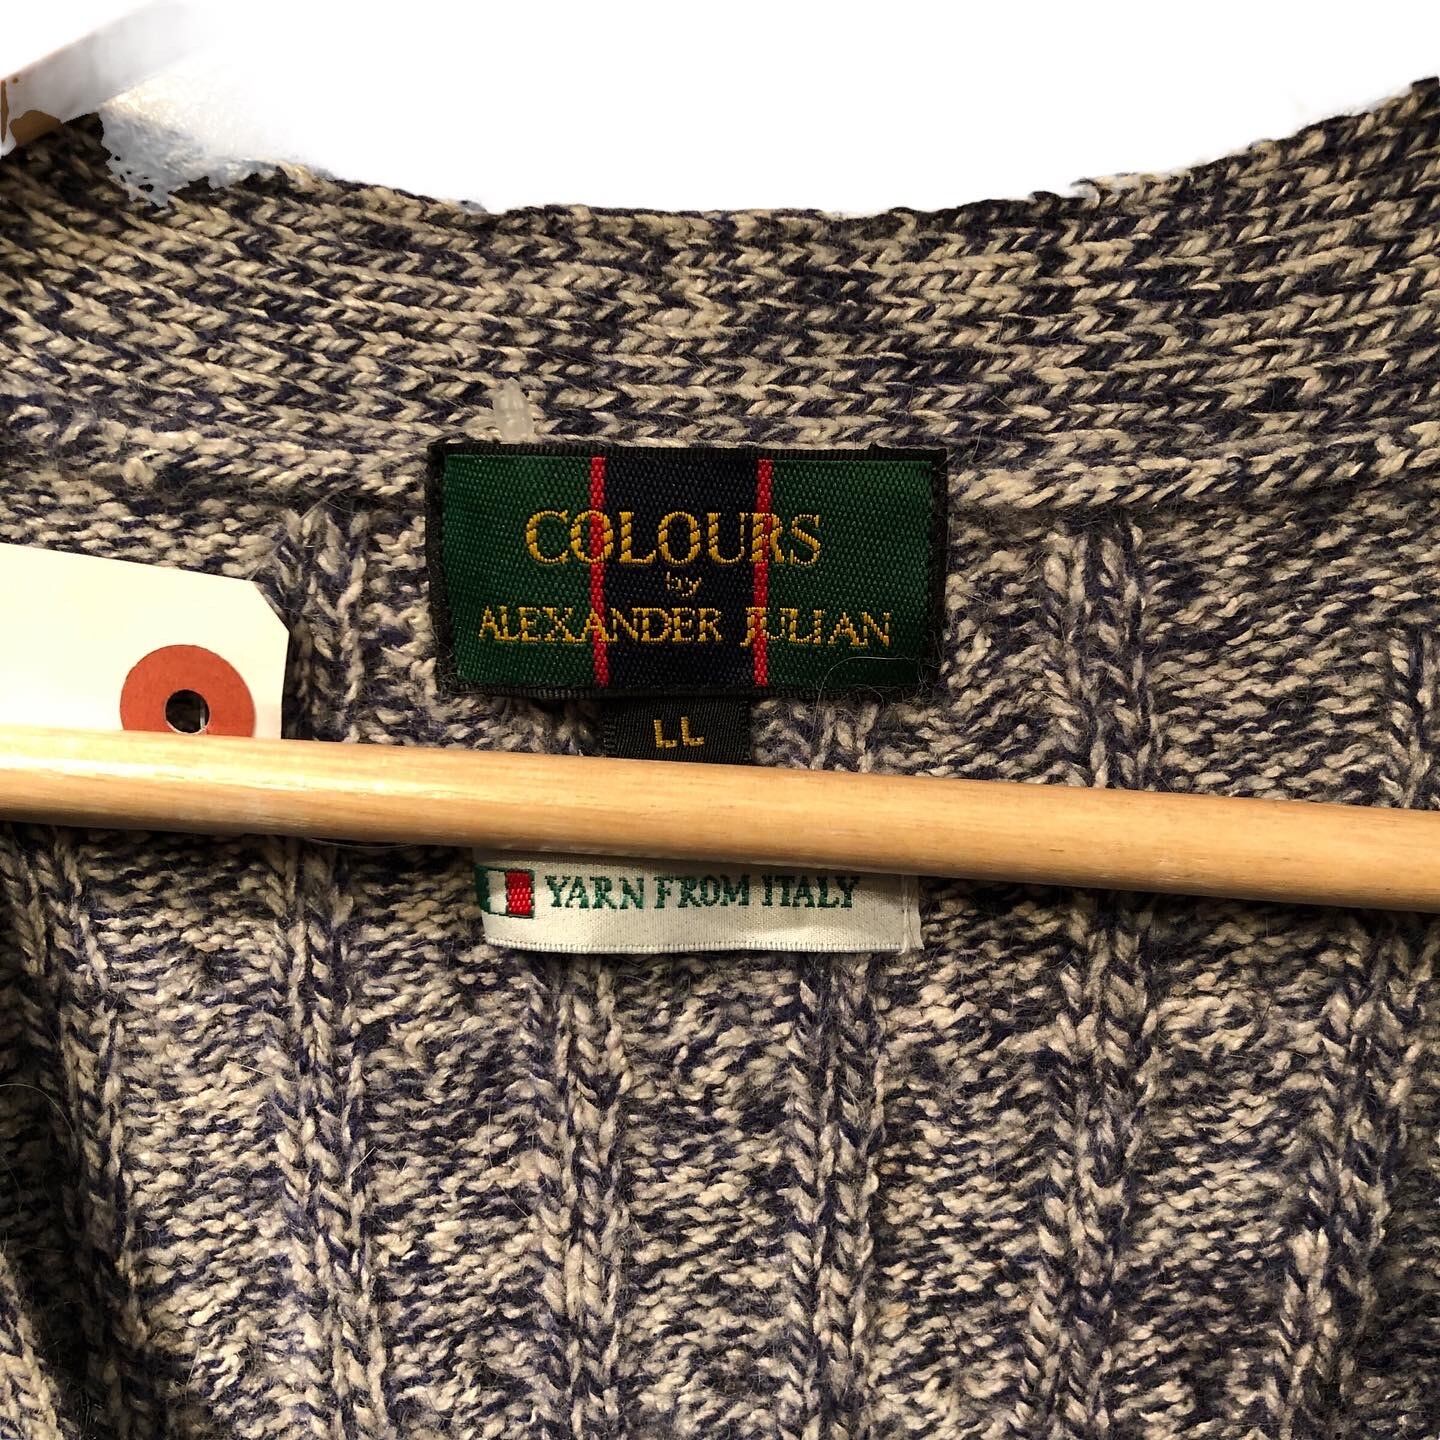 COLOURS
by
ALEXANDER JULIAN
LL
YARN FROM ITALY